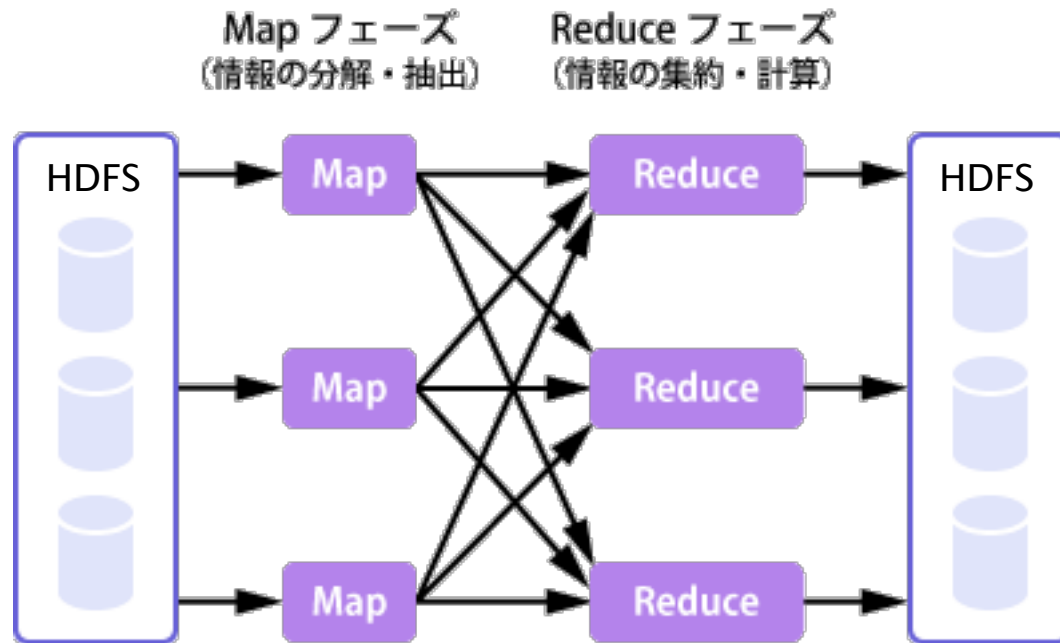 Map フェーズ
（情報の分解・抽出）
Reduce フェーズ
（情報の集約・計算）
HDFS
Map
Reduce
HDFS
Map
Reduce
Map
Reduce